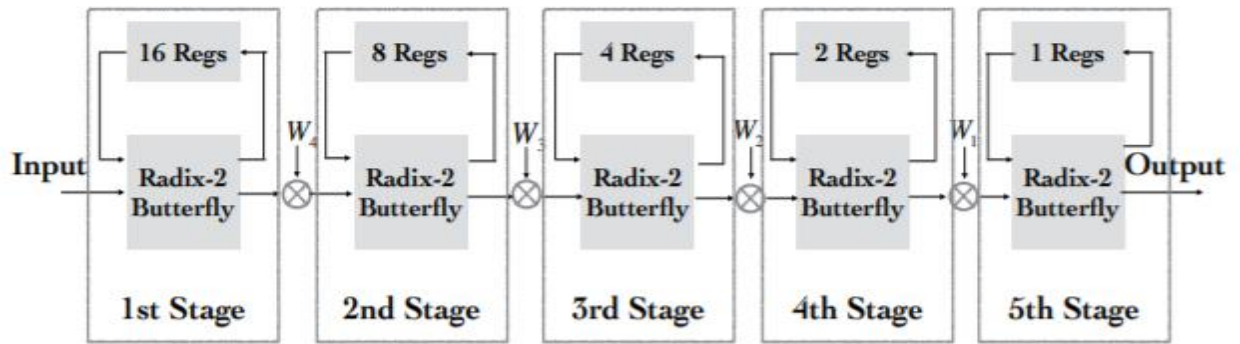 16 Regs
8 Regs
4 Regs
2 Regs
1 Regs
W₄
W₃
W₂
W₁
Input
Radix-2
Butterfly
Radix-2
Butterfly
Radix-2
Butterfly
Radix-2
Butterfly
Radix-2
Butterfly
Output
1st Stage
2nd Stage
3rd Stage
4th Stage
5th Stage